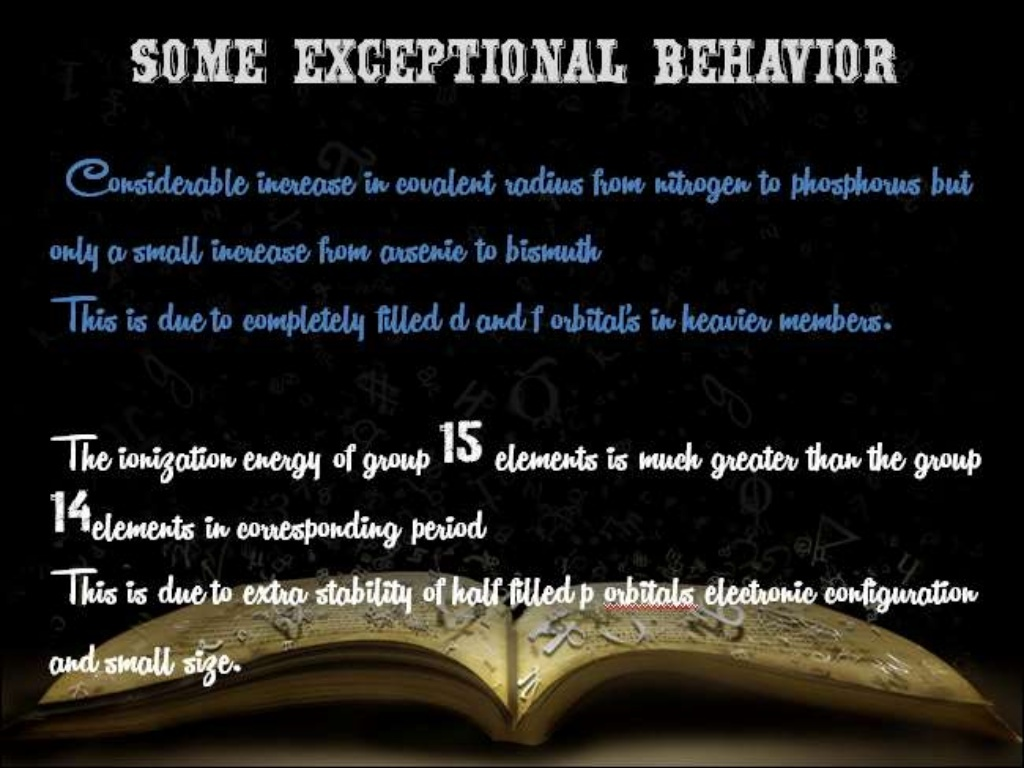 SOME EXCEPTIONAL BEHAVIOR
Considerable increase in covalent radius from nitrogen to phosphorus but
only a small increase from arsenic to bismuth
This is due to completely filled d and f orbital's in heavier members.
The ionization energy of group 15 elements is much greater than the group
14elements in corresponding period
This is due to extra stability of half filled p orbitals electronic configuration
and small size.